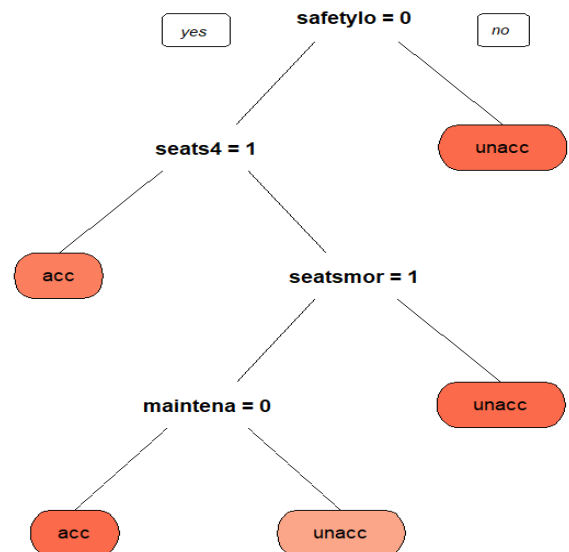 yes
safetylo = 0
no
seats4 = 1
unacc
acc
seatsmor = 1
maintena = 0
unacc
acc
unacc